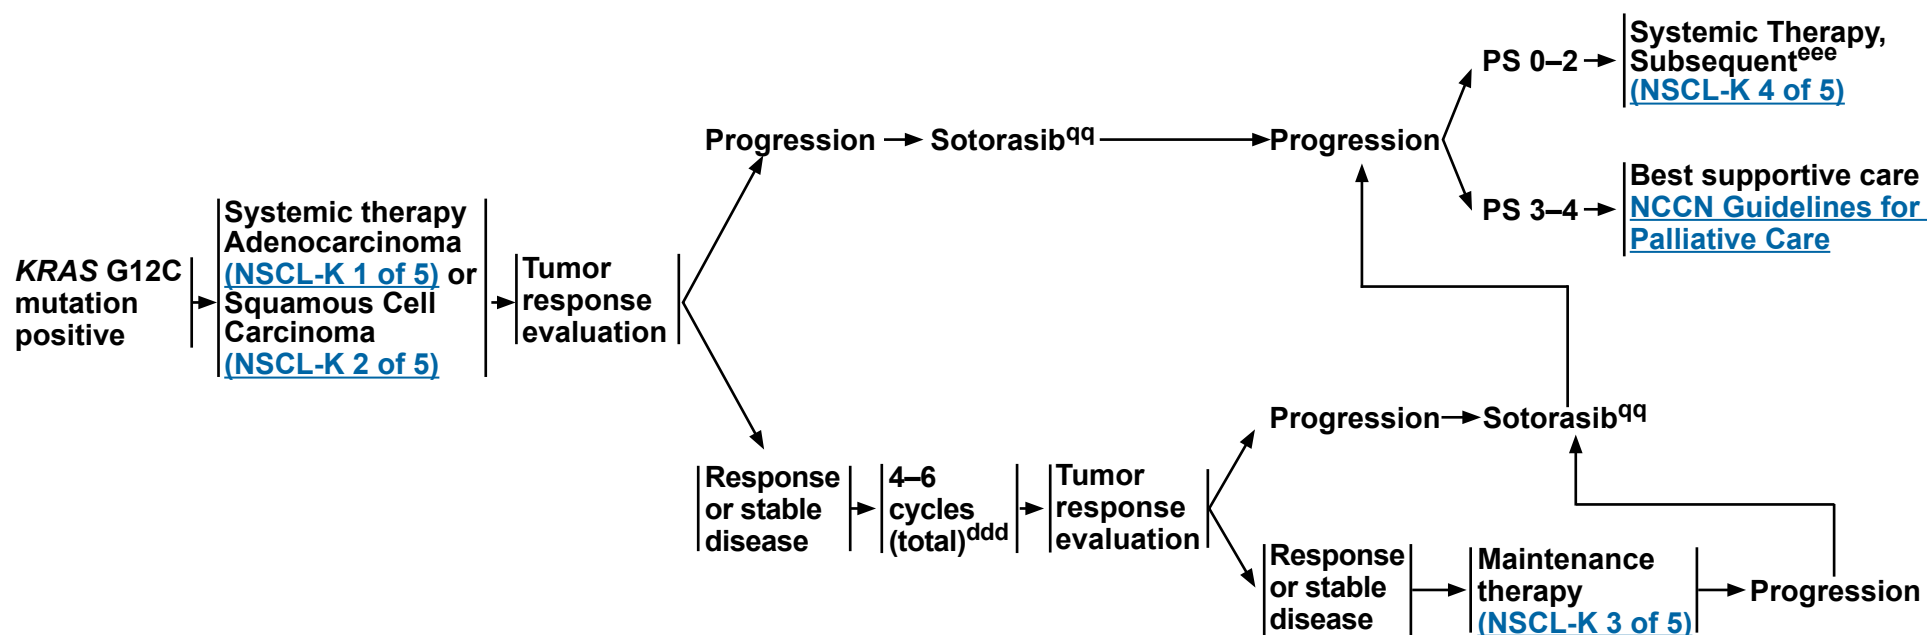 KRAS G12C
mutation
positive
Systemic therapy
Adenocarcinoma
(NSCL-K 1 of 5) or
Squamous Cell
Carcinoma
(NSCL-K 2 of 5)
Tumor
response
evaluation
Progression
Sotorasibqq
Progression
PS 0–2
Systemic Therapy,
Subsequenteee
(NSCL-K 4 of 5)
PS 3–4
Best supportive care
NCCN Guidelines for
Palliative Care
Response
or stable
disease
4–6
cycles
(total)ddd
Tumor
response
evaluation
Progression
Sotorasibqq
Response
or stable
disease
Maintenance
therapy
(NSCL-K 3 of 5)
Progression